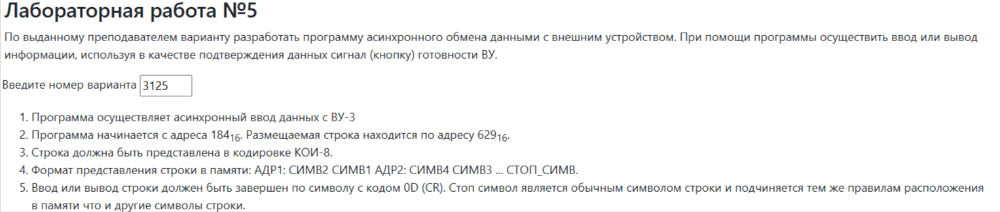 Лабораторная работа №5
По выданному преподавателем варианту разработать программу асинхронного обмена данными с внешним устройством. При помощи программы осуществить ввод или вывод
информации, используя в качестве подтверждения данных сигнал (кнопку) готовности ВУ.
Введите номер варианта 3125
1. Программа осуществляет асинхронный ввод данных с ВУ-3
2. Программа начинается с адреса 184₁₆. Размещаемая строка находится по адресу 629₁₆.
3. Строка должна быть представлена в кодировке КОИ-8.
4. Формат представления строки в памяти: АДР1: СИМВ2 СИМВ1 АДР2: СИМВ4 СИМВ3 ... СТОП_СИМВ.
5. Ввод или вывод строки должен быть завершен по символу с кодом 0D (CR). Стоп символ является обычным символом строки и подчиняется тем же правилам расположения
в памяти что и другие символы строки.